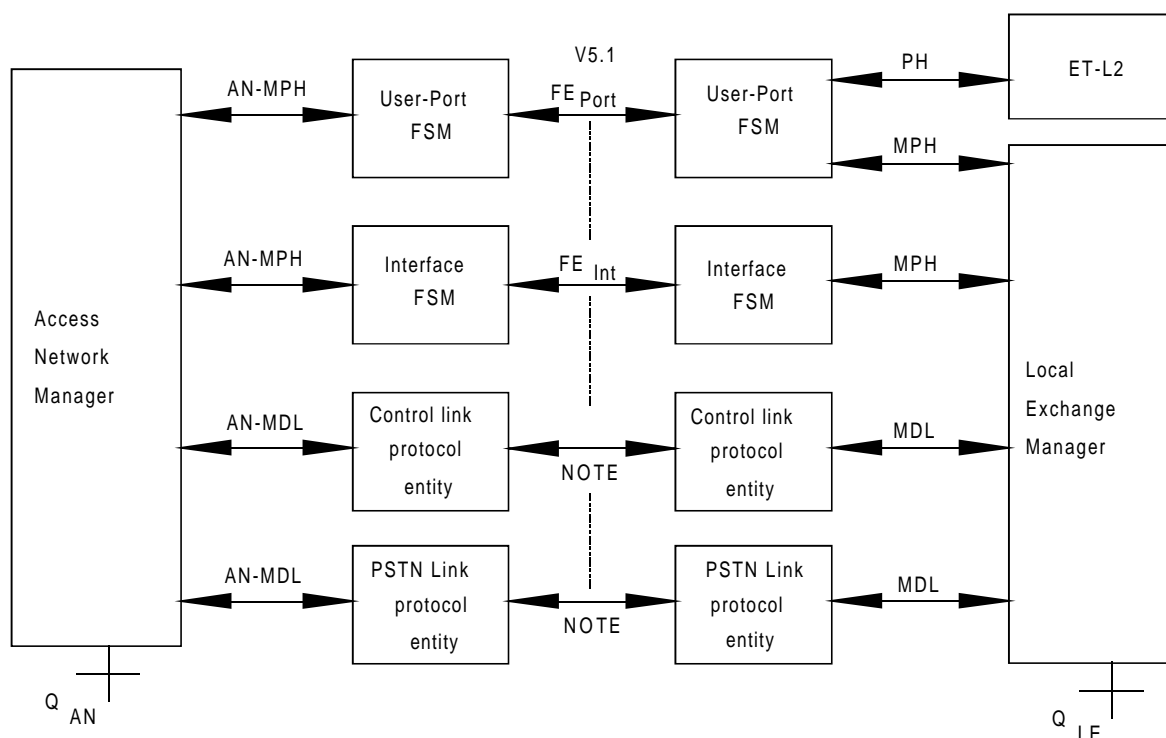 V5.1
PH
ET-L2
AN-MPH
User-Port
FSM
FE Port
User-Port
FSM
MPH
AN-MPH
Interface
FSM
FE Int
Interface
FSM
MPH
Access
Network
Manager
Local
Exchange
Manager
AN-MDL
Control link
protocol
entity
NOTE
Control link
protocol
entity
MDL
AN-MDL
PSTN Link
protocol
entity
NOTE
PSTN Link
protocol
entity
MDL
Q AN
Q LE